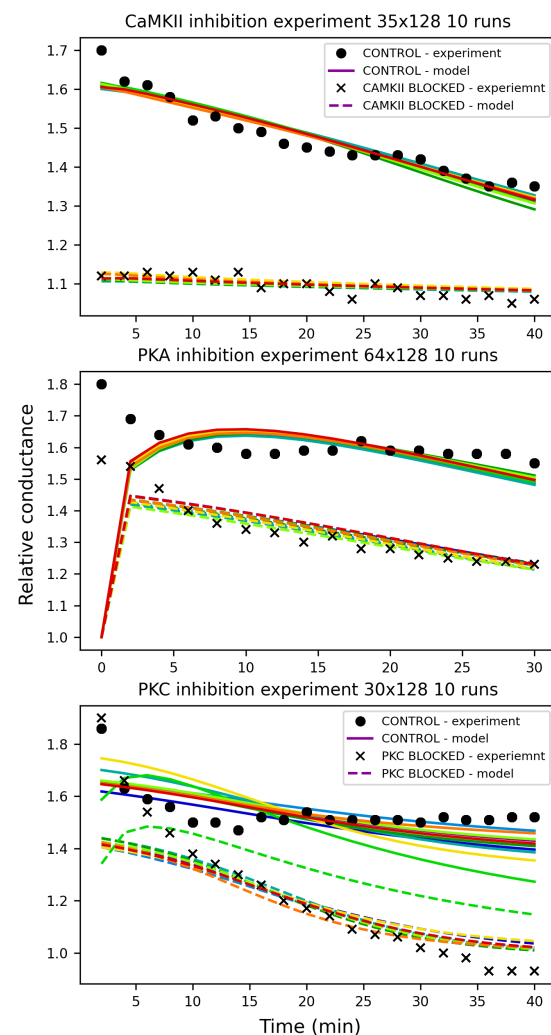 CaMKII inhibition experiment 35x128 10 runs
1.7
1.6
1.5
1.4
1.3
1.2
1.1
CONTROL - experiment
CONTROL - model
CAMKII BLOCKED - experiemnt
CAMKII BLOCKED - model
5 10 15 20 25 30 35 40
PKA inhibition experiment 64x128 10 runs
Relative conductance
1.8
1.7
1.6
1.5
1.4
1.3
1.2
1.1
1.0
0 5 10 15 20 25 30
PKC inhibition experiment 30x128 10 runs
1.8
1.6
1.4
1.2
1.0
CONTROL - experiment
CONTROL - model
PKC BLOCKED - experiemnt
PKC BLOCKED - model
5 10 15 20 25 30 35 40
Time (min)